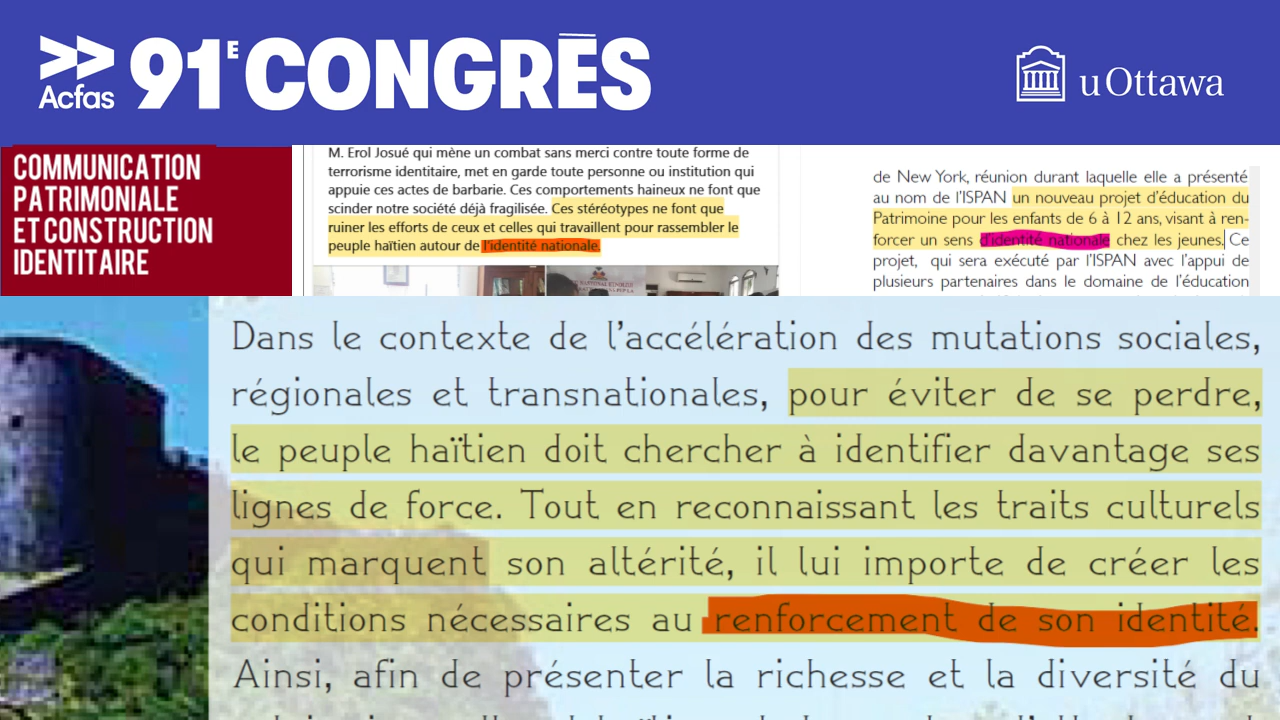 Acfas
91E CONGRÈS
uOttawa
COMMUNICATION
PATRIMONIALE
ET CONSTRUCTION
IDENTITAIRE
M. Erol Josué qui mène un combat sans merci contre toute forme de
terrorisme identitaire, met en garde toute personne ou institution qui
appuie ces actes de barbarie. Ces comportements haineux ne font que
scinder notre société déjà fragilisée. Ces stéréotypes ne font que
ruiner les efforts de ceux et celles qui travaillent pour rassembler le
peuple haïtien autour de l'identité nationale.
de New York, réunion durant laquelle elle a présenté
au nom de l'ISPAN un nouveau projet d'éducation du
Patrimoine pour les enfants de 6 à 12 ans, visant à ren-
forcer un sens d'identité nationale chez les jeunes. Ce
projet, qui sera exécuté par l'ISPAN avec l'appui de
plusieurs partenaires dans le domaine de l'éducation
Dans le contexte de l'accélération des mutations sociales,
régionales et transnationales, pour éviter de se perdre,
le peuple haïtien doit chercher à identifier davantage ses
lignes de force. Tout en reconnaissant les traits culturels
qui marquent son altérité, il lui importe de créer les
conditions nécessaires au renforcement de son identité.
Ainsi, afin de présenter la richesse et la diversité du